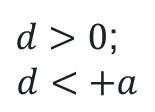 d > 0;
d < +a